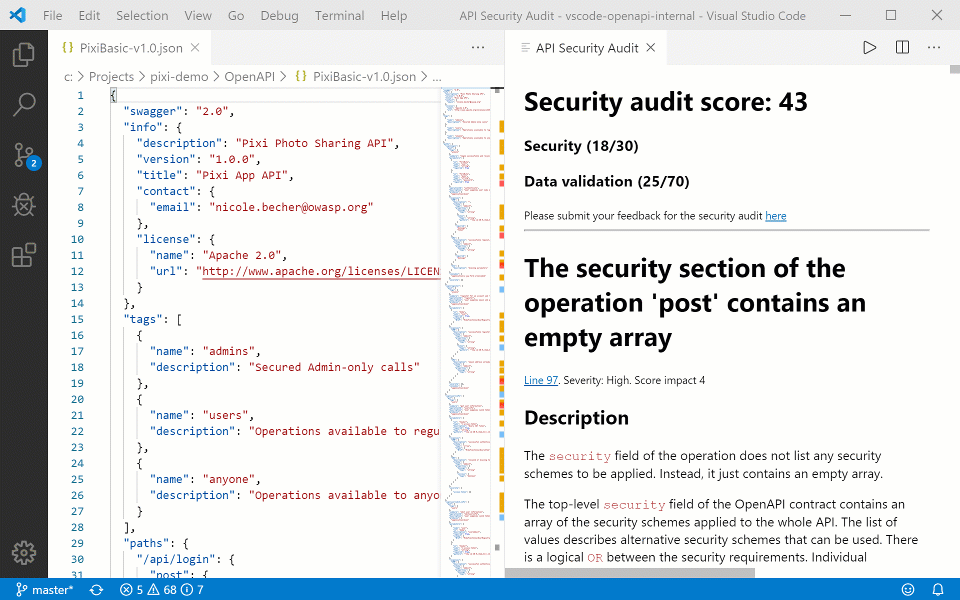 File Edit Selection View Go Debug Terminal Help API Security Audit - vscode-openapi-internal - Visual Studio Code
{} PixiBasic-v1.0.json
API Security Audit
c: > Projects > pixi-demo > OpenAPI > {} PixiBasic-v1.0.json > ...
1 {
2 "swagger": "2.0",
3 "info": {
4 "description": "Pixi Photo Sharing API",
5 "version": "1.0.0",
6 "title": "Pixi App API",
7 "contact": {
8 "email": "nicole.becher@owasp.org"
9 },
10 "license": {
11 "name": "Apache 2.0",
12 "url": "http://www.apache.org/licenses/LICEN
13 }
14 },
15 "tags": [
16 {
17 "name": "admins",
18 "description": "Secured Admin-only calls"
19 },
20 {
21 "name": "users",
22 "description": "Operations available to regu
23 },
24 {
25 "name": "anyone",
26 "description": "Operations available to anyo
27 }
28 ],
29 "paths": {
30 "/api/login": {
31 "post": {
Security audit score: 43
Security (18/30)
Data validation (25/70)
Please submit your feedback for the security audit here
The security section of the
operation 'post' contains an
empty array
Line 97. Severity: High. Score impact 4
Description
The security field of the operation does not list any security
schemes to be applied. Instead, it just contains an empty array.
The top-level security field of the OpenAPI contract contains an
array of the security schemes applied to the whole API. The list of
values describes alternative security schemes that can be used. There
is a logical OR between the security requirements. Individual
2
master* 5 68 7